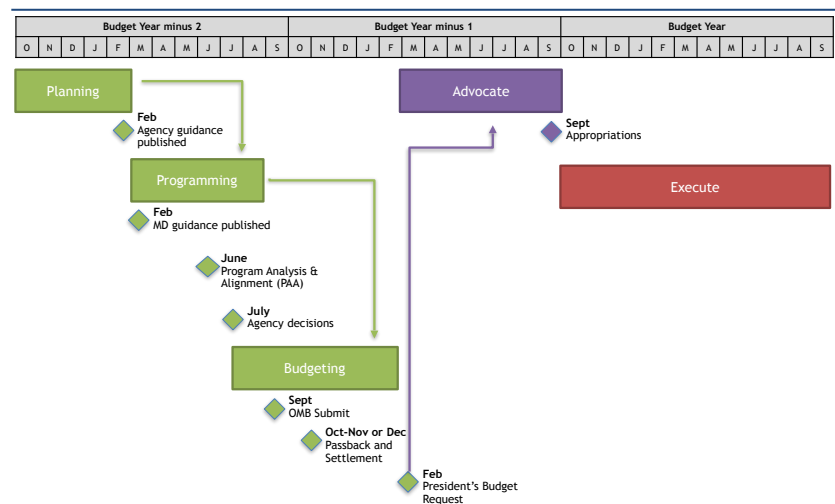 Budget Year minus 2 Budget Year minus 1 Budget Year
O N D J F M A M J J A S O N D J F M A M J J A S O N D J F M A M J J A S
Planning
Advocate
Feb
Agency guidance
published
Sept
Appropriations
Programming
Execute
Feb
MD guidance published
June
Program Analysis &
Alignment (PAA)
July
Agency decisions
Budgeting
Sept
OMB Submit
Oct-Nov or Dec
Passback and
Settlement
Feb
President's Budget
Request